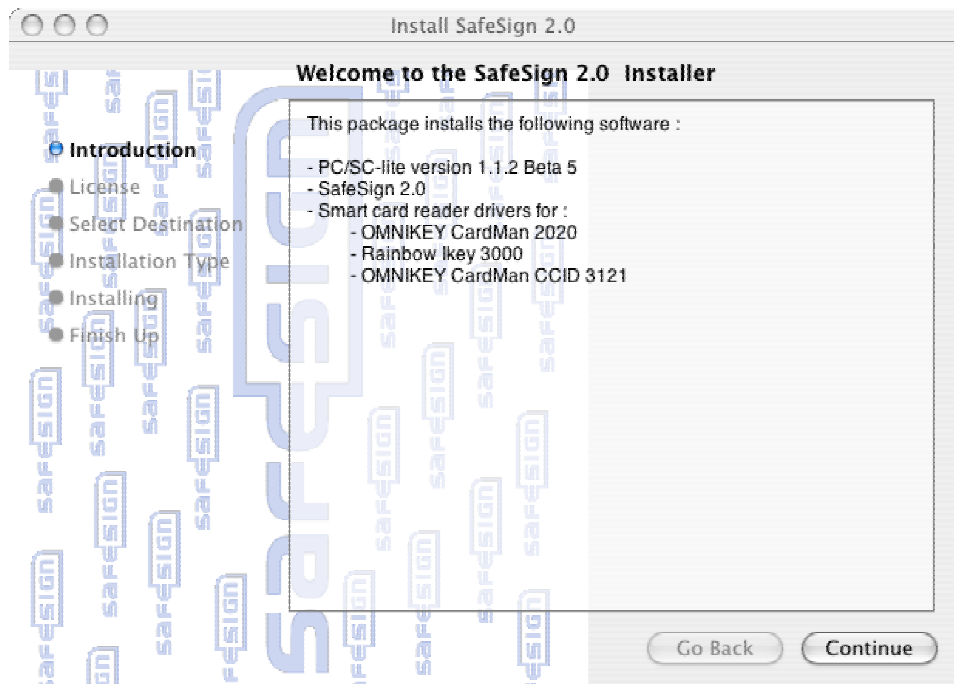 Install SafeSign 2.0
Welcome to the SafeSign 2.0 Installer
Introduction
License
Select Destination
Installation Type
Installing
Finish Up
This package installs the following software :
- PC/SC-lite version 1.1.2 Beta 5
- SafeSign 2.0
- Smart card reader drivers for :
- OMNIKEY CardMan 2020
- Rainbow Ikey 3000
- OMNIKEY CardMan CCID 3121
safesign
Go Back
Continue